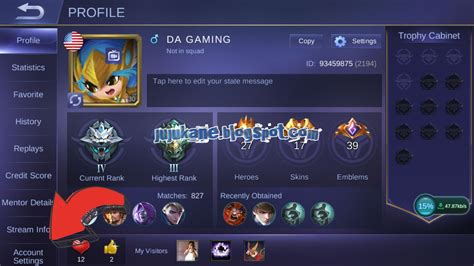 PROFILE
Profile
Statistics
Favorite
History
Replays
Credit Score
Mentor Details
Stream Info
Account
Settings
30
DA GAMING
Not in squad
Copy
Settings
ID: 93459875 (2194)
Tap here to edit your state message
jujukane.blogspot.com
IV
Current Rank
III
Highest Rank
27
Heroes
17
Skins
39
Emblems
Matches: 827
Recently Obtained
12
2
My Visitors
Trophy Cabinet
15%
47.87kb/s